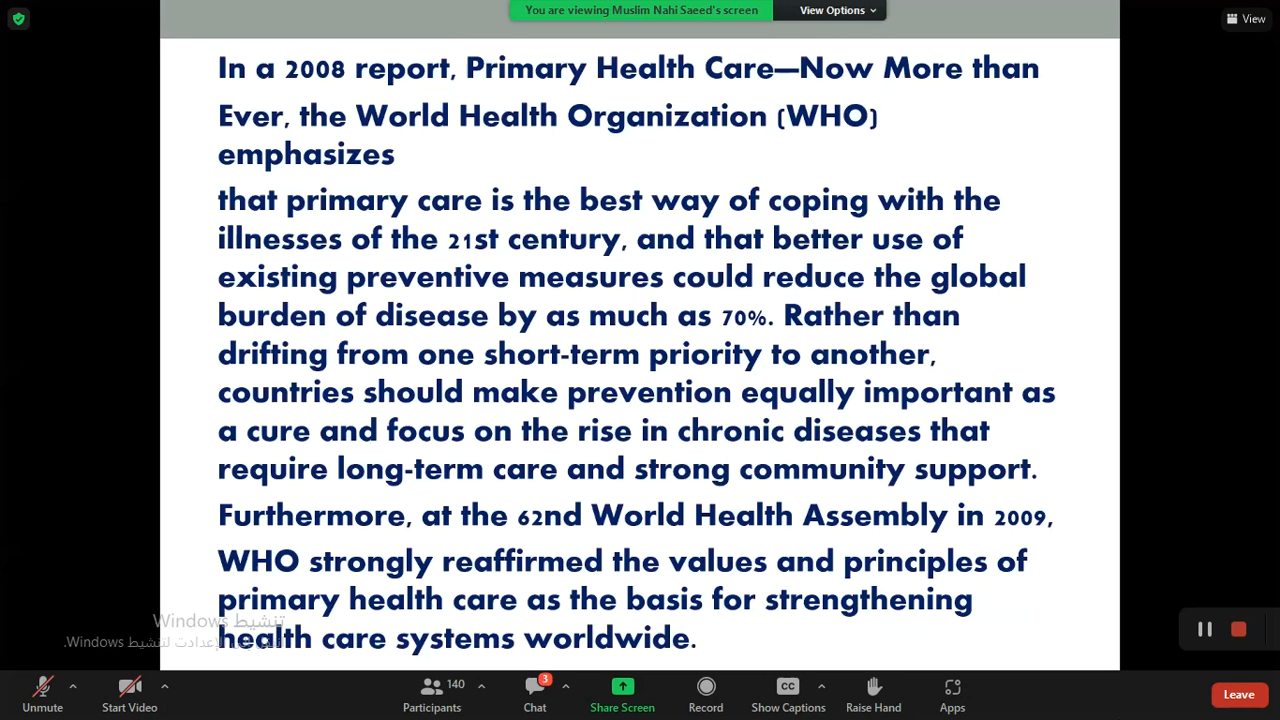 You are viewing Muslim Nahi Saeed's screen
View Options
View
In a 2008 report, Primary Health Care—Now More than
Ever, the World Health Organization (WHO)
emphasizes
that primary care is the best way of coping with the
illnesses of the 21st century, and that better use of
existing preventive measures could reduce the global
burden of disease by as much as 70%. Rather than
drifting from one short-term priority to another,
countries should make prevention equally important as
a cure and focus on the rise in chronic diseases that
require long-term care and strong community support.
Furthermore, at the 62nd World Health Assembly in 2009,
WHO strongly reaffirmed the values and principles of
primary health care as the basis for strengthening
health care systems worldwide.
تنشيط Windows
الإعدادت لتنشيط Windows.
Unmute
Start Video
140
Participants
3
Chat
Share Screen
Record
CC
Show Captions
Raise Hand
Apps
Leave